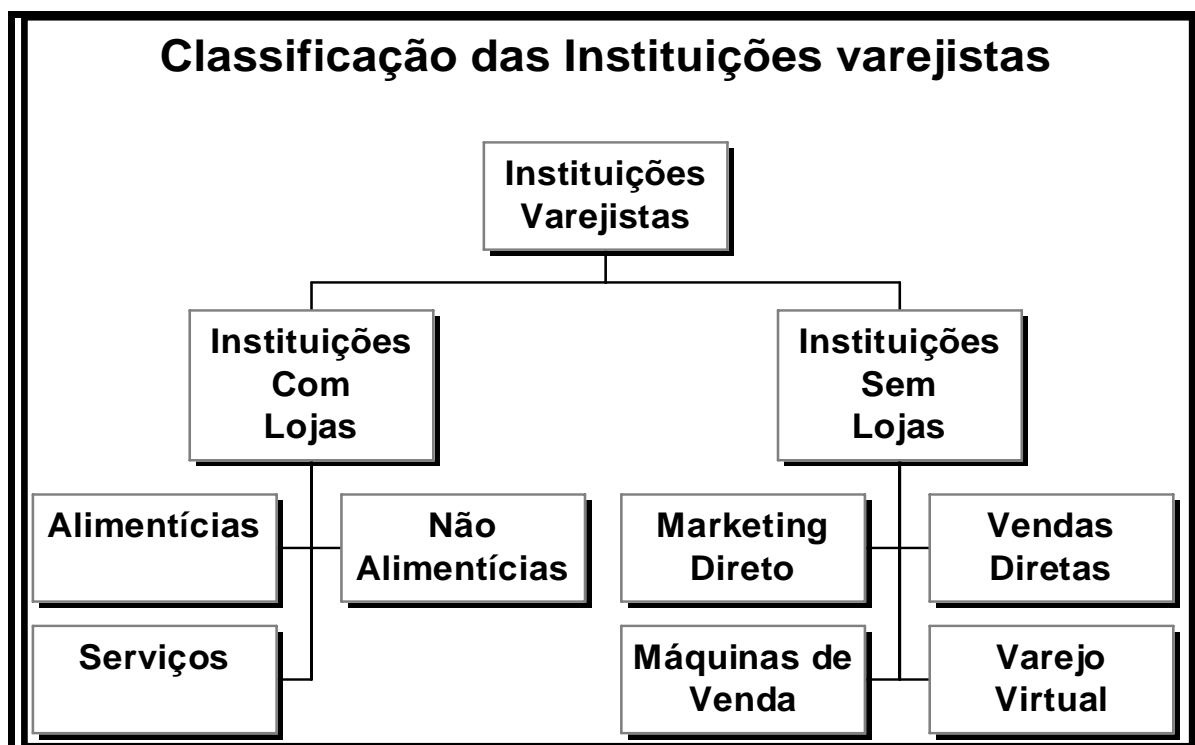 Classificação das Instituições varejistas
Instituições
Varejistas
Instituições
Com
Lojas
Instituições
Sem
Lojas
Alimentícias
Não
Alimentícias
Marketing
Direto
Vendas
Diretas
Serviços
Máquinas de
Venda
Varejo
Virtual